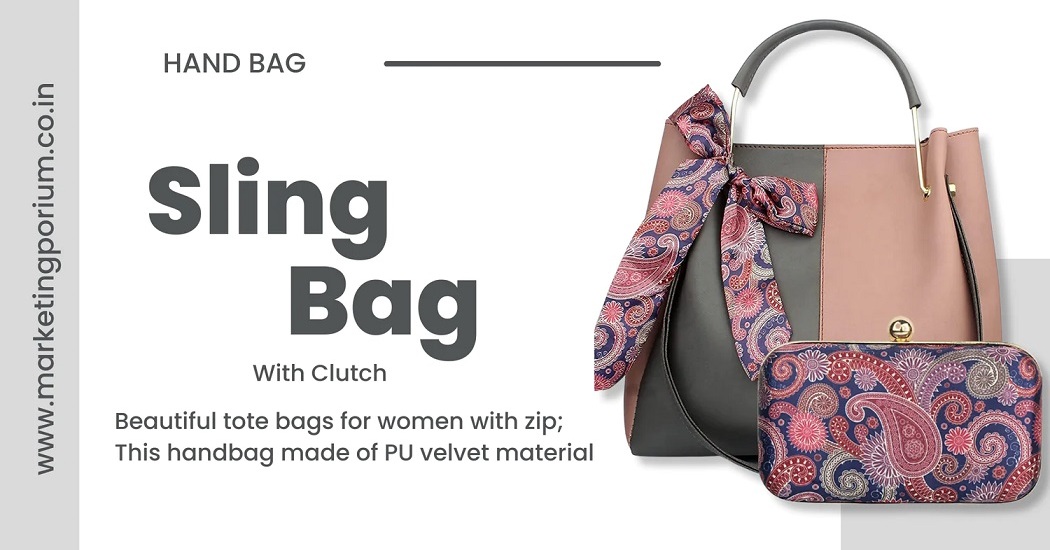 HAND BAG
Sling
Bag
With Clutch
Beautiful tote bags for women with zip;
This handbag made of PU velvet material
www.marketingporium.co.in